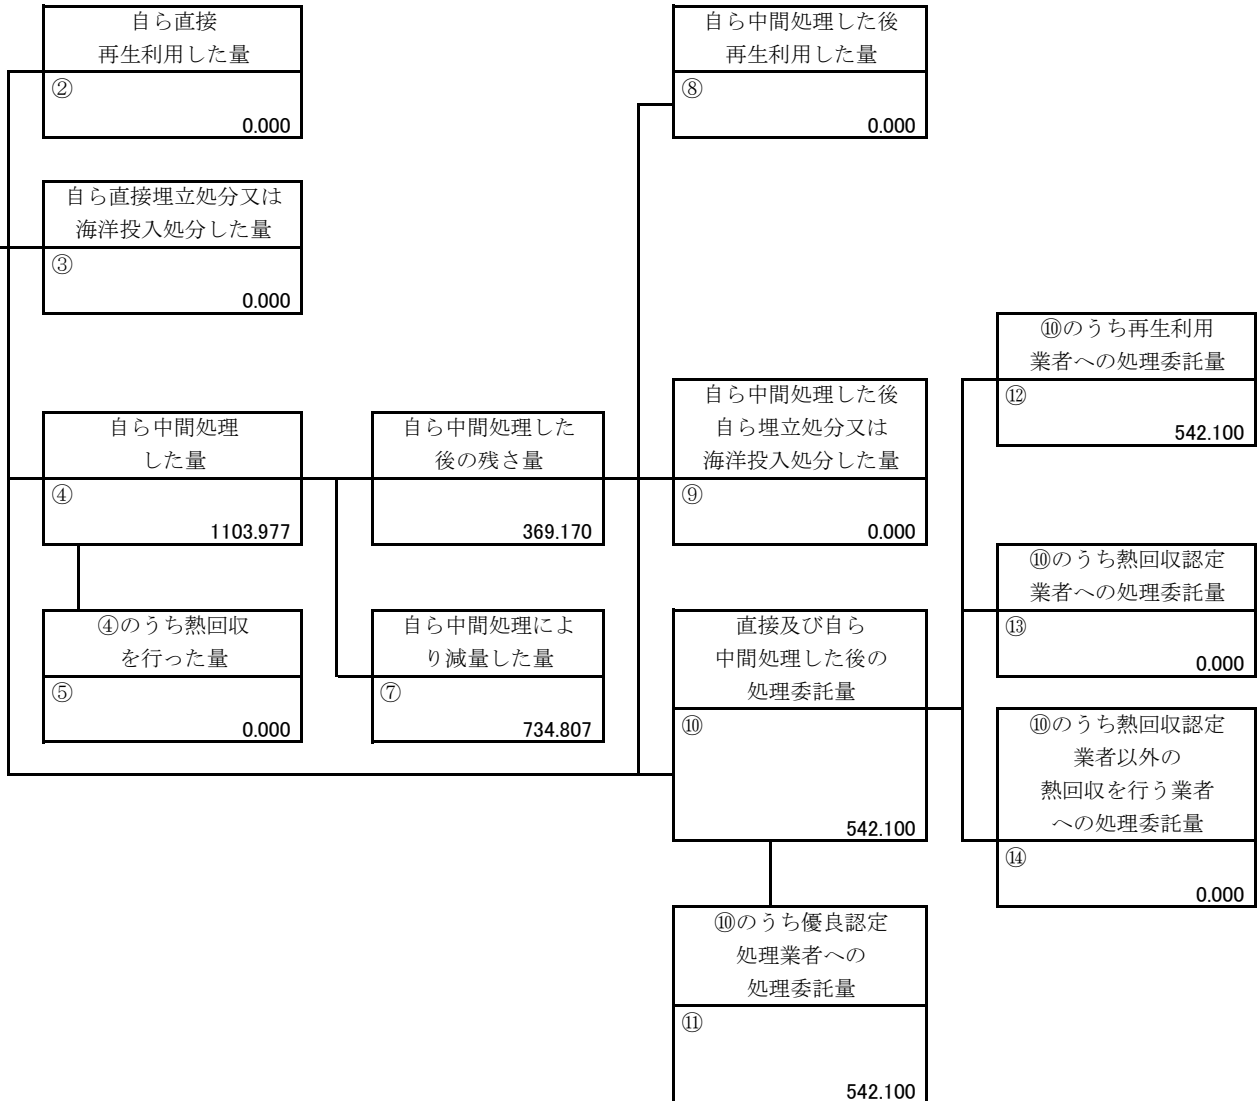 自ら直接
再生利用した量
②
0.000
自ら中間処理した後
再生利用した量
⑧
0.000
自ら直接埋立処分又は
海洋投入処分した量
③
0.000
⑩のうち再生利用
業者への処理委託量
⑫
542.100
自ら中間処理
した量
④
1103.977
自ら中間処理した
後の残さ量
369.170
自ら中間処理した後
自ら埋立処分又は
海洋投入処分した量
⑨
0.000
⑩のうち熱回収認定
業者への処理委託量
⑬
0.000
④のうち熱回収
を行った量
⑤
0.000
自ら中間処理によ
り減量した量
⑦
734.807
直接及び自ら
中間処理した後の
処理委託量
⑩
542.100
⑩のうち熱回収認定
業者以外の
熱回収を行う業者
への処理委託量
⑭
0.000
⑩のうち優良認定
処理業者への
処理委託量
⑪
542.100